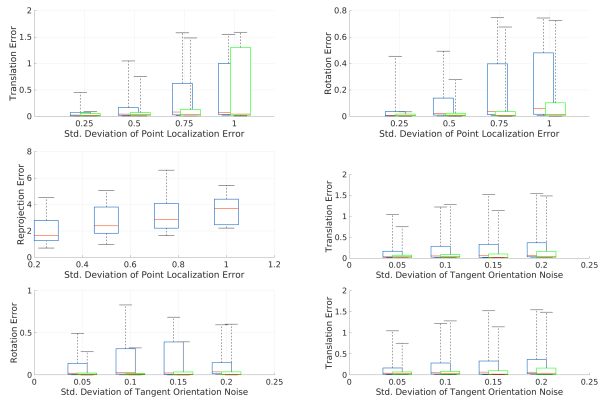 Translation Error
2
1.5
1
0.5
0
0.25 0.5 0.75 1
Std. Deviation of Point Localization Error
Rotation Error
0.8
0.6
0.4
0.2
0
0.25 0.5 0.75 1
Std. Deviation of Point Localization Error
Reprojection Error
8
6
4
2
0
0.2 0.4 0.6 0.8 1 1.2
Std. Deviation of Point Localization Error
Translation Error
2
1.5
1
0.5
0
0 0.05 0.1 0.15 0.2 0.25
Std. Deviation of Tangent Orientation Noise
Rotation Error
1
0.5
0
0 0.05 0.1 0.15 0.2 0.25
Std. Deviation of Tangent Orientation Noise
Translation Error
2
1.5
1
0.5
0
0 0.05 0.1 0.15 0.2 0.25
Std. Deviation of Tangent Orientation Noise